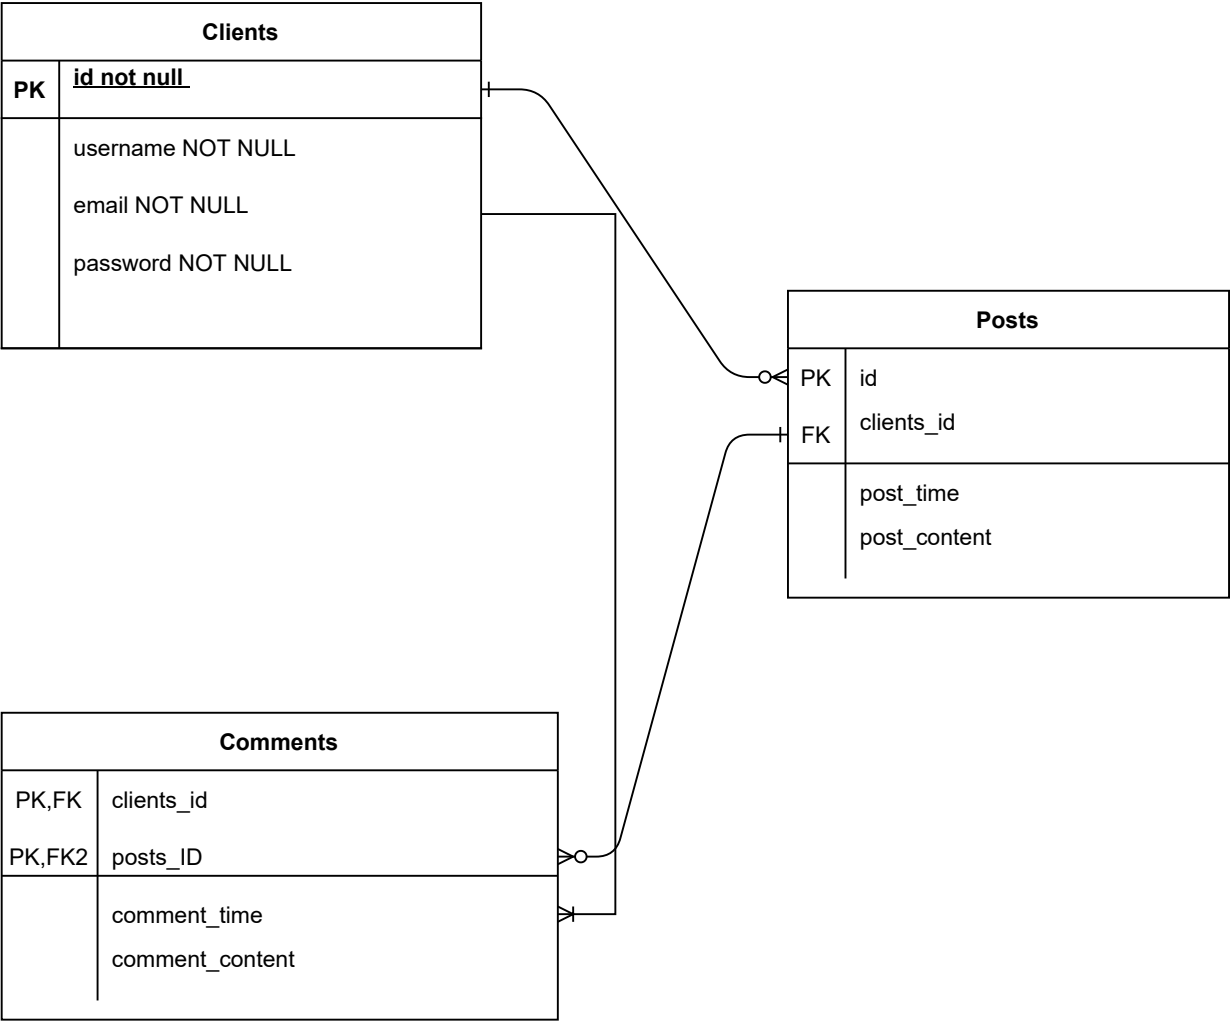 Clients
PK id not null
username NOT NULL
email NOT NULL
password NOT NULL
Posts
PK id
FK clients_id
post_time
post_content
Comments
PK,FK clients_id
PK,FK2 posts_ID
comment_time
comment_content